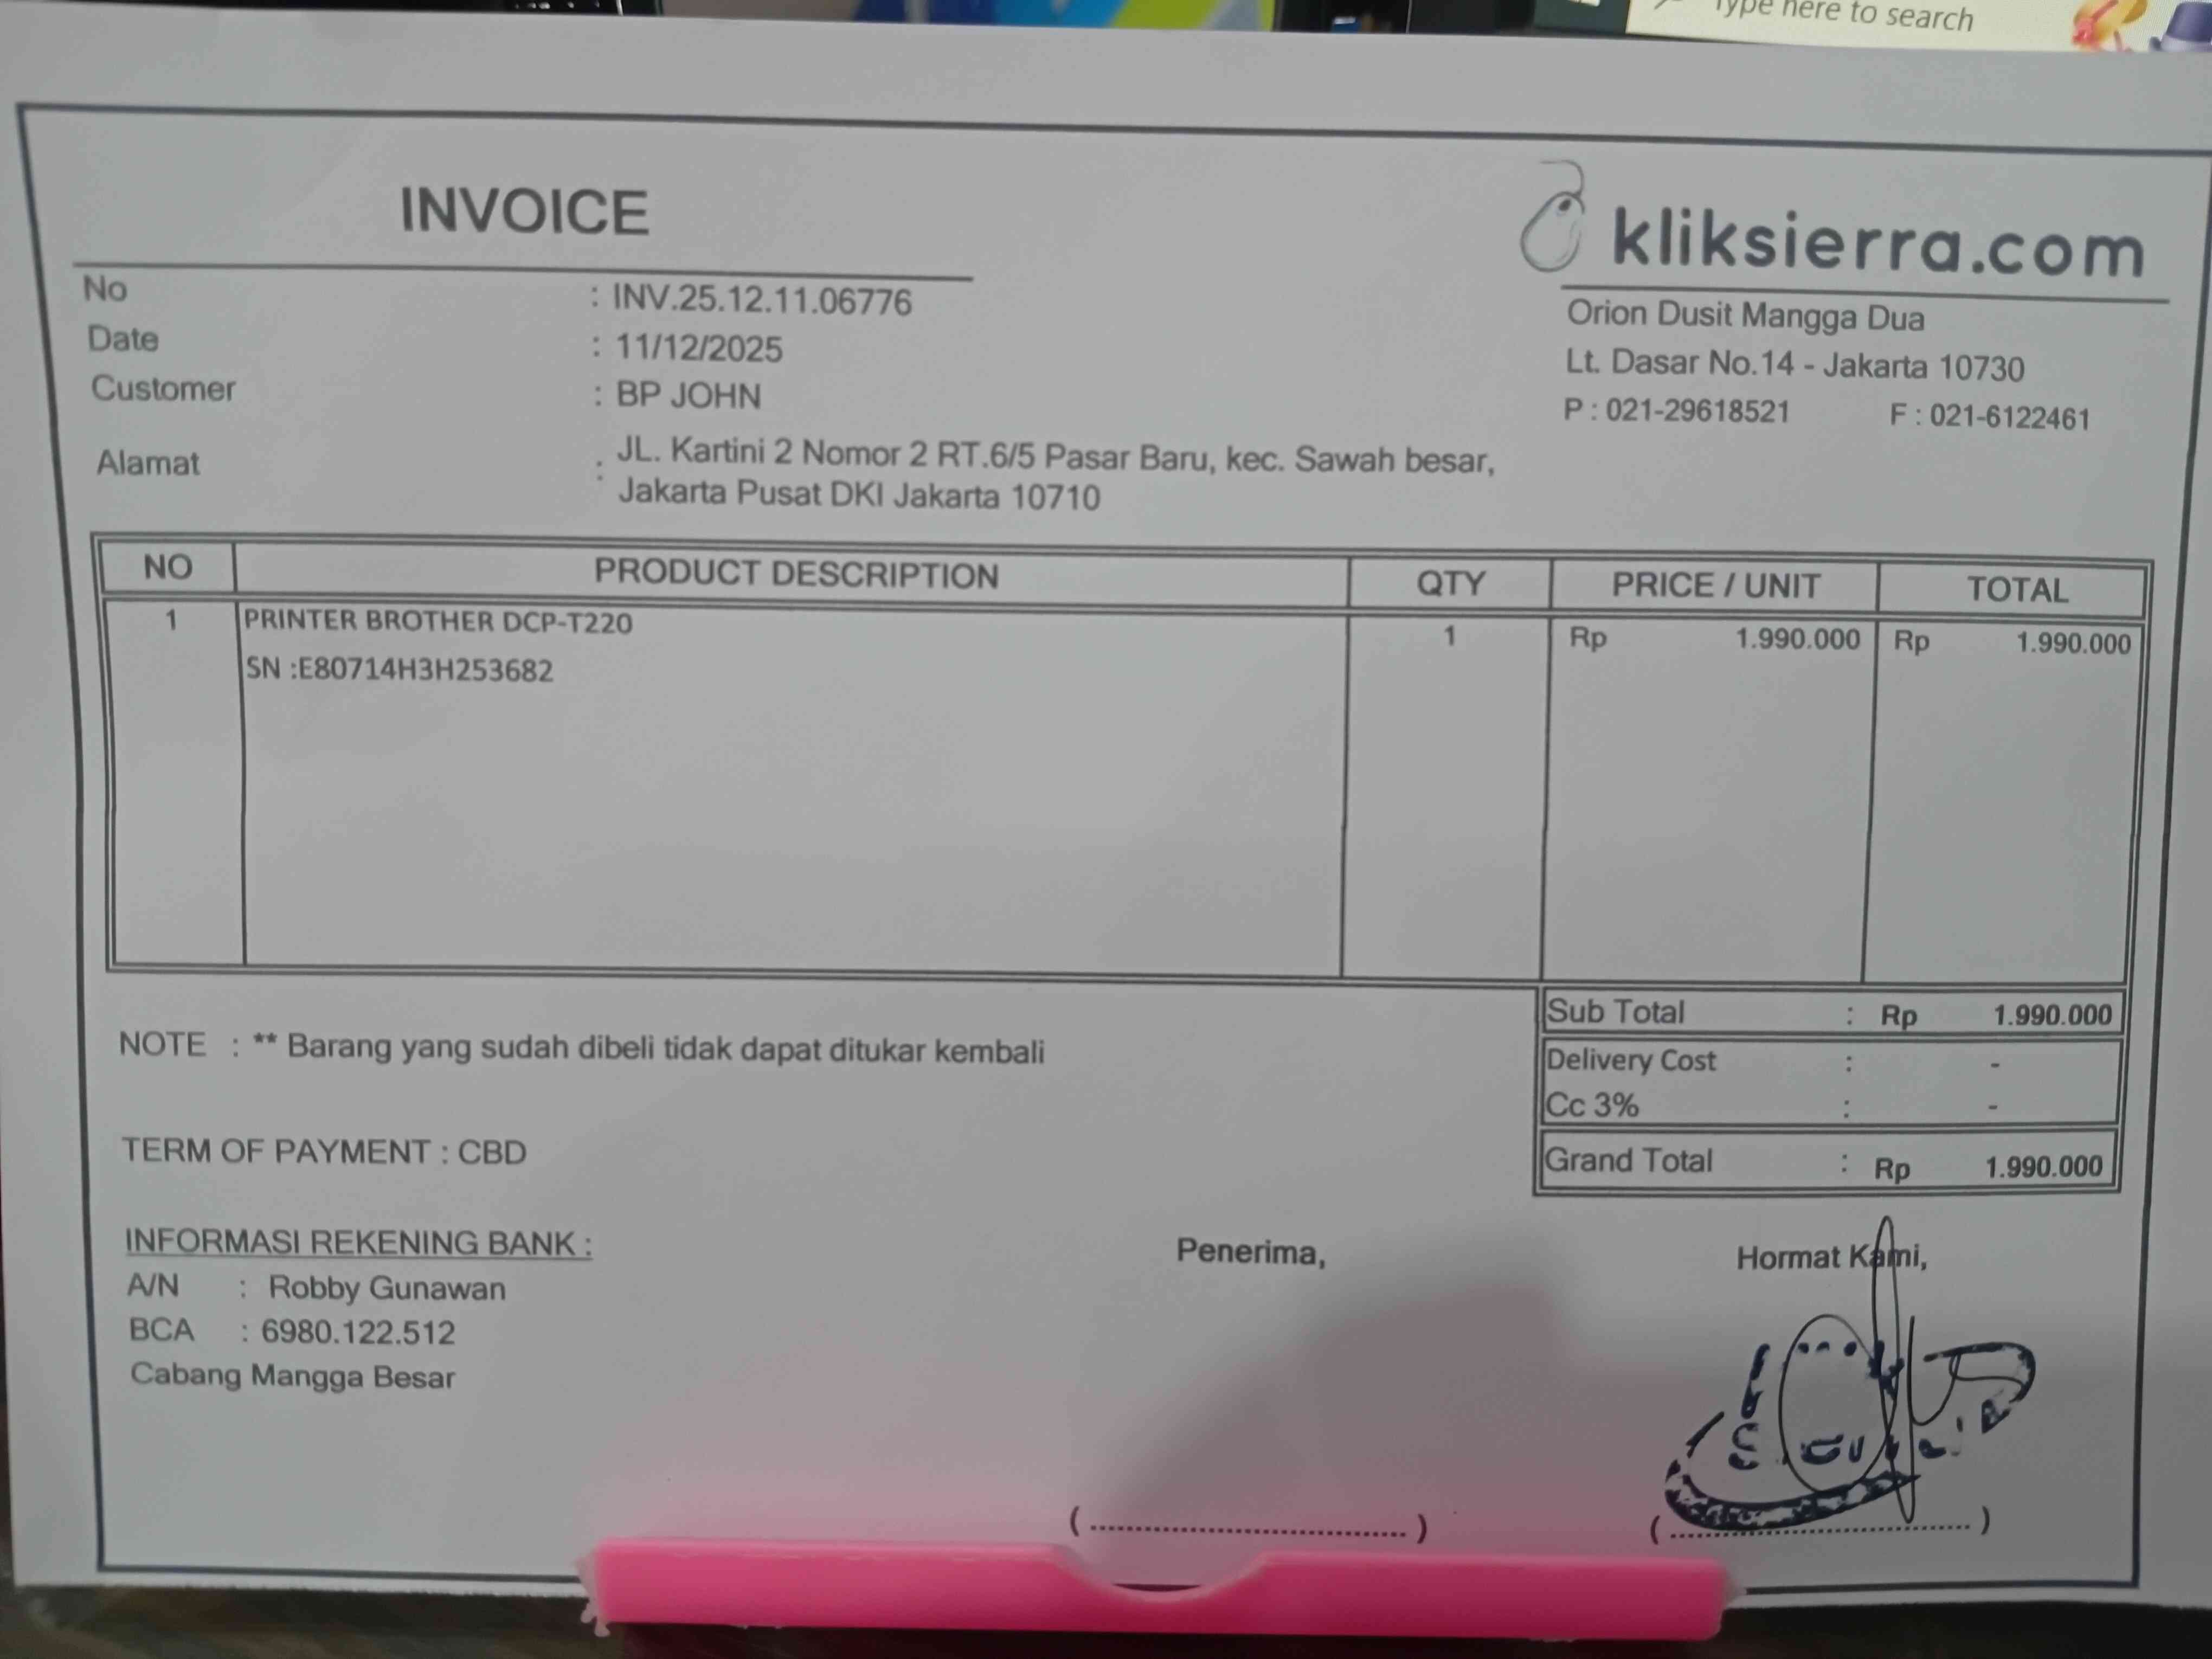 Type here to search
INVOICE
kliksierra.com
Orion Dusit Mangga Dua
Lt. Dasar No.14 - Jakarta 10730
P : 021-29618521 F : 021-6122461
No : INV.25.12.11.06776
Date : 11/12/2025
Customer : BP JOHN
Alamat : JL. Kartini 2 Nomor 2 RT.6/5 Pasar Baru, kec. Sawah besar,
Jakarta Pusat DKI Jakarta 10710
NO PRODUCT DESCRIPTION QTY PRICE / UNIT TOTAL
1 PRINTER BROTHER DCP-T220 1 Rp 1.990.000 Rp 1.990.000
SN :E80714H3H253682
Sub Total : Rp 1.990.000
Delivery Cost : -
Cc 3% : -
Grand Total : Rp 1.990.000
NOTE : ** Barang yang sudah dibeli tidak dapat ditukar kembali
TERM OF PAYMENT : CBD
INFORMASI REKENING BANK :
A/N : Robby Gunawan
BCA : 6980.122.512
Cabang Mangga Besar
Penerima,
(..............................)
Hormat Kami,
(..............................)